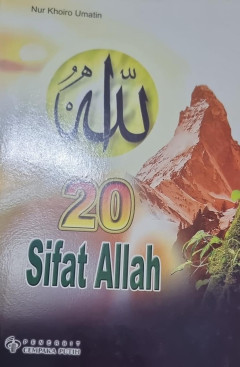 Nur Khoiro Umatin
الله
20
Sifat Allah
PENERBIT
CEMPAKA PUTIH